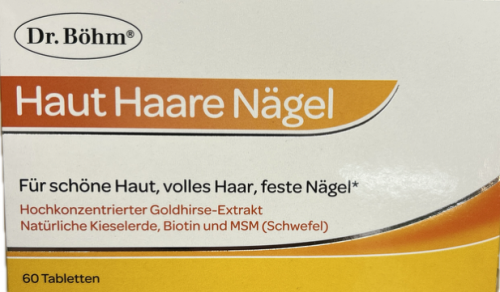 Dr. Böhm®
Haut Haare Nägel
Für schöne Haut, volles Haar, feste Nägel*
Hochkonzentrierter Goldhirse-Extrakt
Natürliche Kieselerde, Biotin und MSM (Schwefel)
60 Tabletten